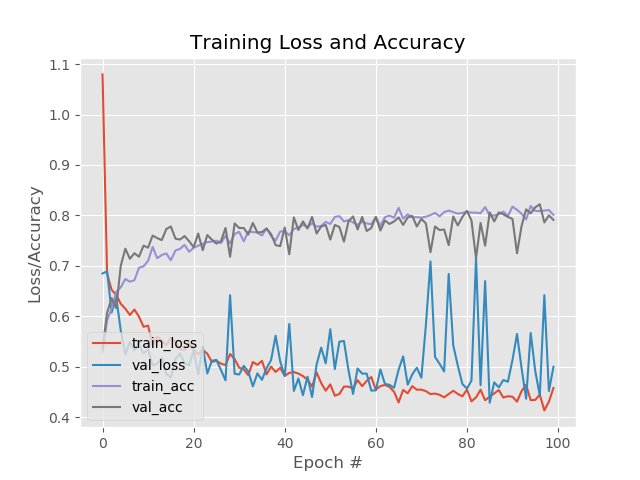 Training Loss and Accuracy
1.1
1.0
0.9
0.8
0.7
0.6
0.5
0.4
Loss/Accuracy
train_loss
val_loss
train_acc
val_acc
0 20 40 60 80 100
Epoch #